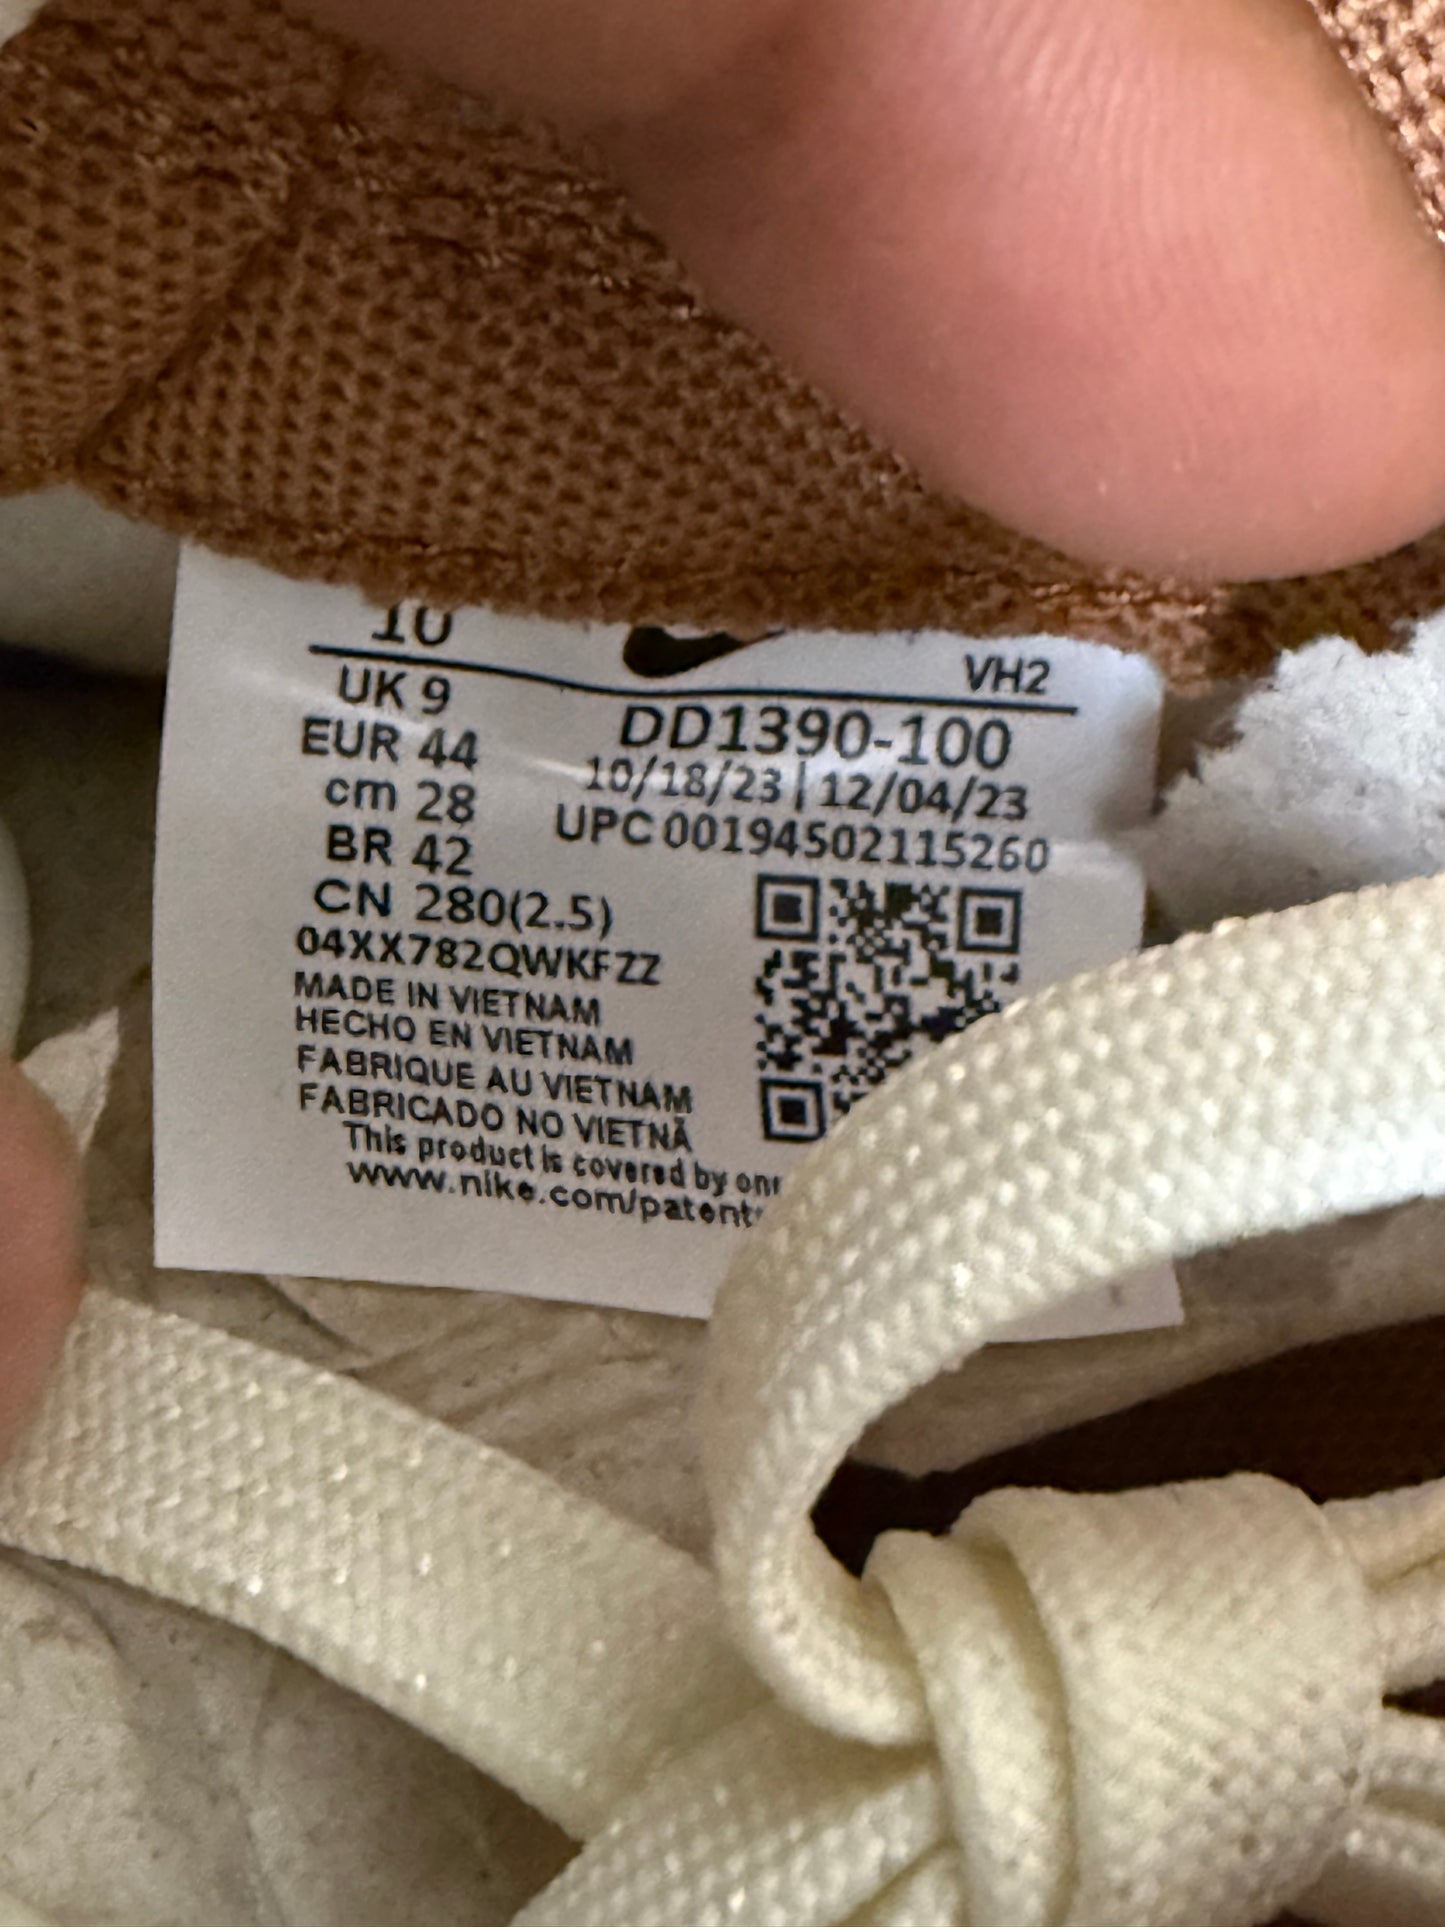 10
VH2
UK 9
EUR 44
cm 28
BR 42
CN 280(2.5)
DD1390-100
10/18/23 | 12/04/23
UPC 00194502115260
04XX782QWKFZZ
MADE IN VIETNAM
HECHO EN VIETNAM
FABRIQUE AU VIETNAM
FABRICADO NO VIETNÃ
This product is covered by
www.nike.com/patent